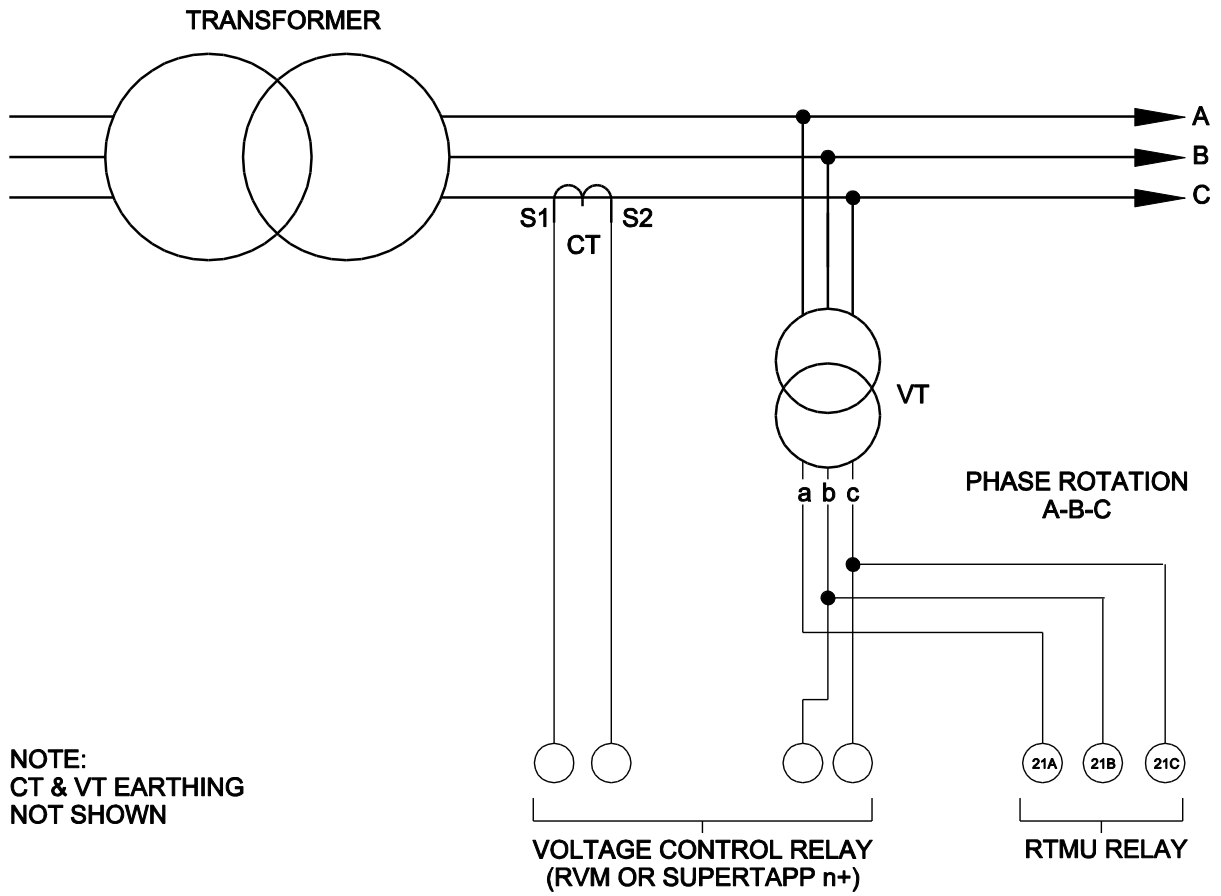 TRANSFORMER
A
B
C
S1 S2
CT
VT
a b c
PHASE ROTATION
A-B-C
21A 21B 21C
NOTE:
CT & VT EARTHING
NOT SHOWN
VOLTAGE CONTROL RELAY
(RVM OR SUPERTAPP n+)
RTMU RELAY